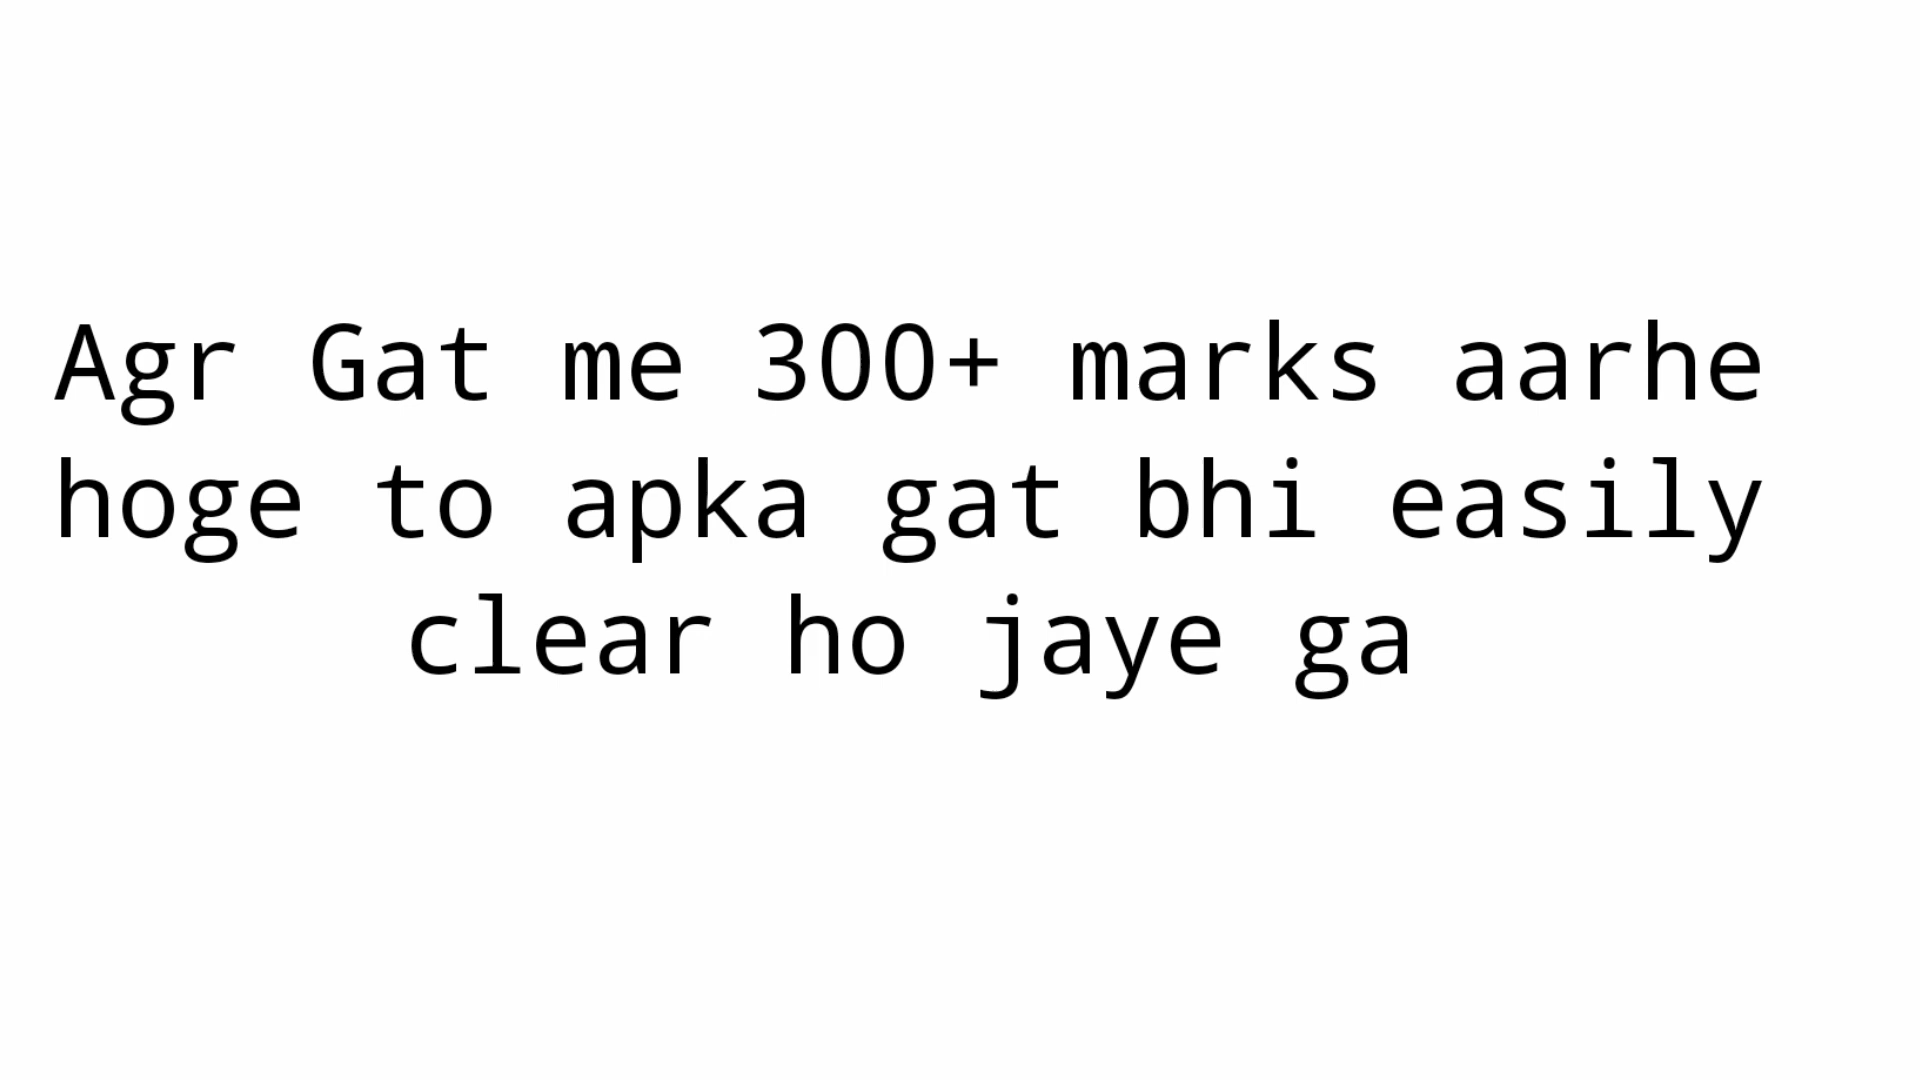 Agr Gat me 300+ marks aarhe
hoge to apka gat bhi easily
clear ho jaye ga